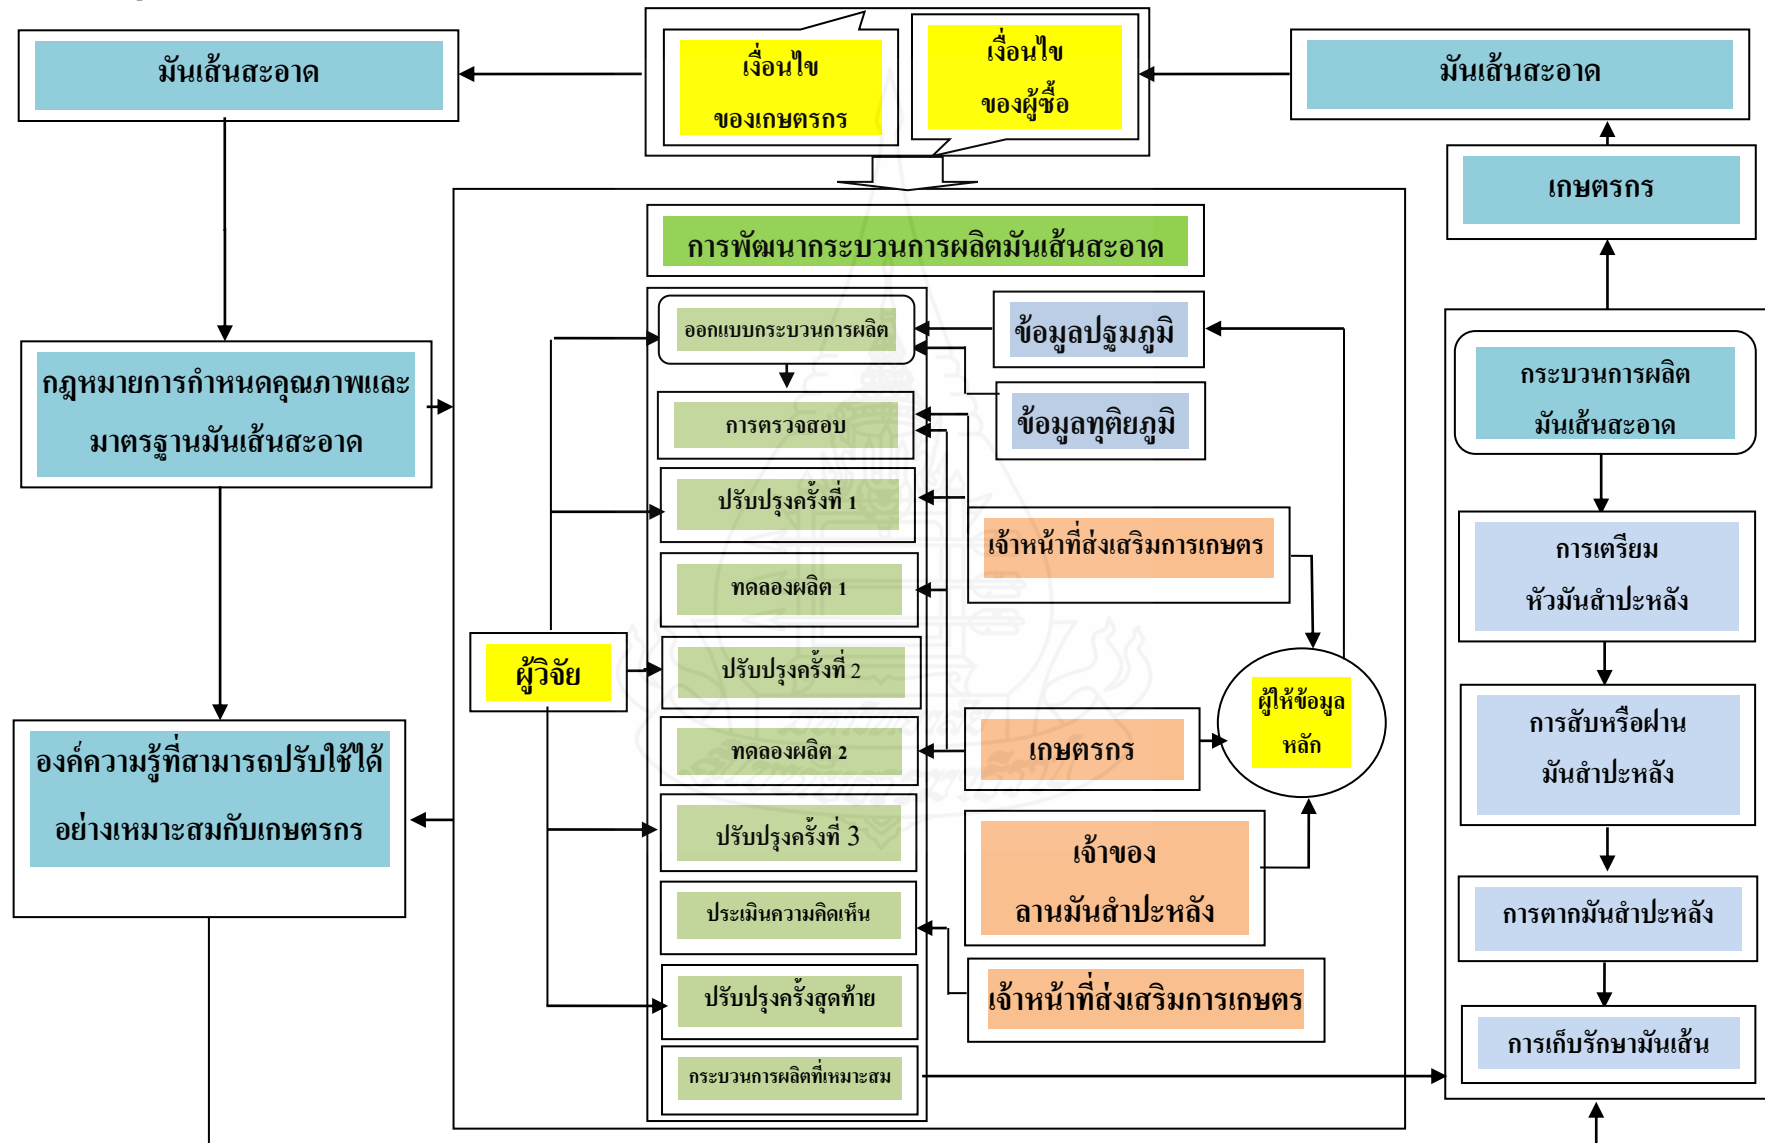 มันเส้นสะอาด
เงื่อนไข
ของเกษตรกร
เงื่อนไข
ของผู้ซื้อ
มันเส้นสะอาด
เกษตรกร
การพัฒนากระบวนการผลิตมันเส้นสะอาด
กฎหมายการกำหนดคุณภาพและ
มาตรฐานมันเส้นสะอาด
องค์ความรู้ที่สามารถปรับใช้ได้
อย่างเหมาะสมกับเกษตรกร
ผู้วิจัย
ออกแบบกระบวนการผลิต
การตรวจสอบ
ปรับปรุงครั้งที่ 1
ทดลองผลิต 1
ปรับปรุงครั้งที่ 2
ทดลองผลิต 2
ปรับปรุงครั้งที่ 3
ประเมินความคิดเห็น
ปรับปรุงครั้งสุดท้าย
กระบวนการผลิตที่เหมาะสม
ข้อมูลปฐมภูมิ
ข้อมูลทุติยภูมิ
เจ้าหน้าที่ส่งเสริมการเกษตร
เกษตรกร
เจ้าของ
ลานมันสำปะหลัง
เจ้าหน้าที่ส่งเสริมการเกษตร
ผู้ให้ข้อมูล
หลัก
กระบวนการผลิต
มันเส้นสะอาด
การเตรียม
หัวมันสำปะหลัง
การสับหรือฝาน
มันสำปะหลัง
การตากมันสำปะหลัง
การเก็บรักษามันเส้น